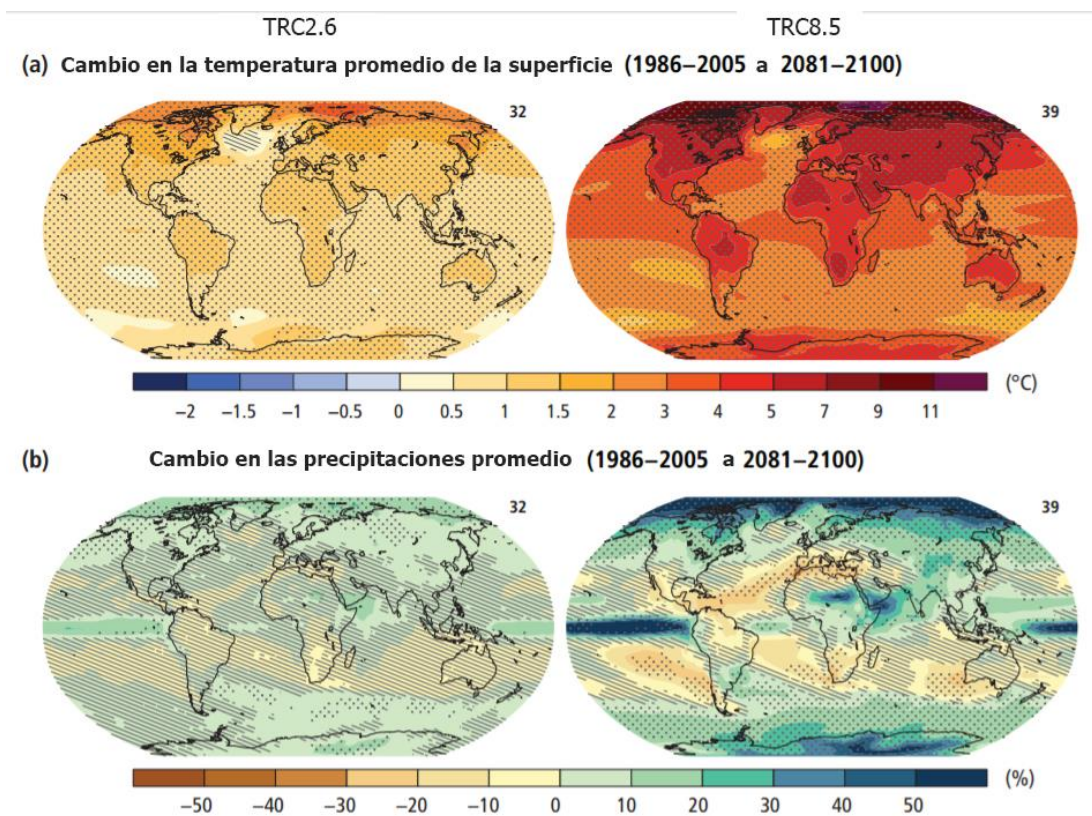 TRC2.6 TRC8.5
(a) Cambio en la temperatura promedio de la superficie (1986–2005 a 2081–2100)
32 39
−2 −1.5 −1 −0.5 0 0.5 1 1.5 2 3 4 5 7 9 11 (°C)
(b) Cambio en las precipitaciones promedio (1986–2005 a 2081–2100)
32 39
−50 −40 −30 −20 −10 0 10 20 30 40 50 (%)